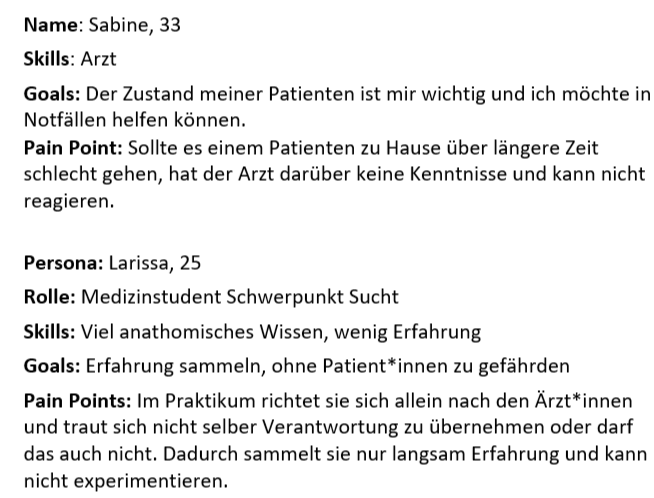 Name: Sabine, 33
Skills: Arzt
Goals: Der Zustand meiner Patienten ist mir wichtig und ich möchte in
Notfällen helfen können.
Pain Point: Sollte es einem Patienten zu Hause über längere Zeit
schlecht gehen, hat der Arzt darüber keine Kenntnisse und kann nicht
reagieren.
Persona: Larissa, 25
Rolle: Medizinstudent Schwerpunkt Sucht
Skills: Viel anathomisches Wissen, wenig Erfahrung
Goals: Erfahrung sammeln, ohne Patient*innen zu gefährden
Pain Points: Im Praktikum richtet sie sich allein nach den Ärzt*innen
und traut sich nicht selber Verantwortung zu übernehmen oder darf
das auch nicht. Dadurch sammelt sie nur langsam Erfahrung und kann
nicht experimentieren.